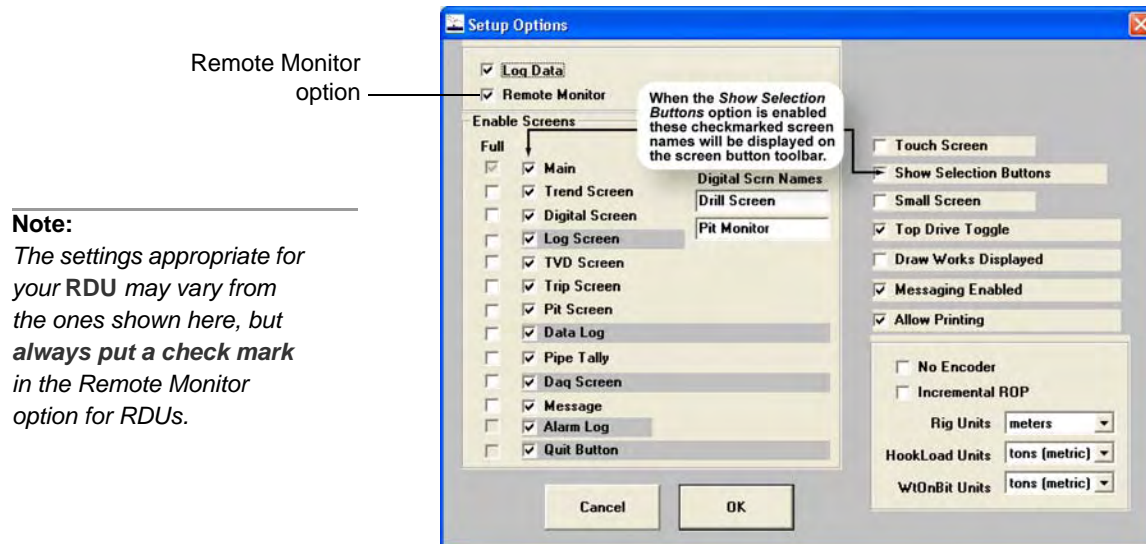 Setup Options
Remote Monitor
option
Log Data
Remote Monitor
When the Show Selection
Buttons option is enabled
these checkmarked screen
names will be displayed on
the screen button toolbar.
Enable Screens
Full
Main
Trend Screen
Digital Screen
Log Screen
TVD Screen
Trip Screen
Pit Screen
Data Log
Pipe Tally
Daq Screen
Message
Alarm Log
Quit Button
Digital Scrn Names
Drill Screen
Pit Monitor
Touch Screen
Show Selection Buttons
Small Screen
Top Drive Toggle
Draw Works Displayed
Messaging Enabled
Allow Printing
No Encoder
Incremental ROP
Rig Units meters
HookLoad Units tons (metric)
WtOnBit Units tons (metric)
Cancel OK
Note:
The settings appropriate for
your RDU may vary from
the ones shown here, but
always put a check mark
in the Remote Monitor
option for RDUs.